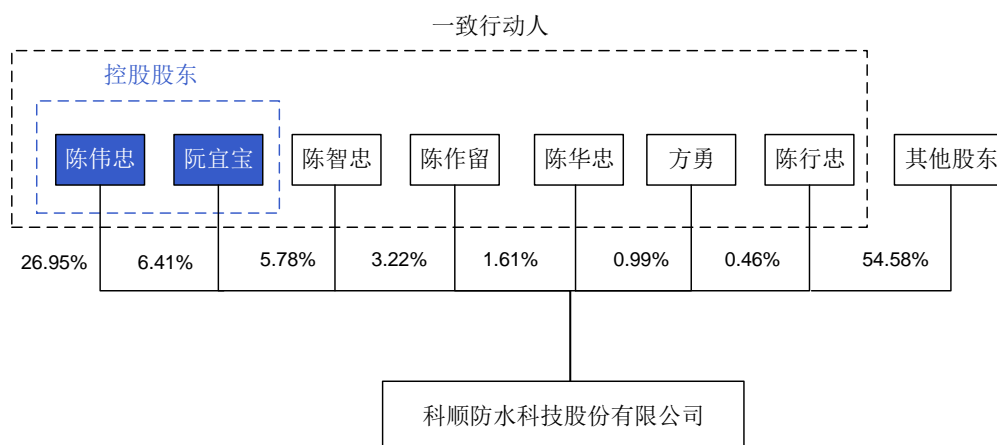 一致行动人
控股股东
陈伟忠
阮宜宝
陈智忠
陈作留
陈华忠
方勇
陈行忠
其他股东
26.95%
6.41%
5.78%
3.22%
1.61%
0.99%
0.46%
54.58%
科顺防水科技股份有限公司